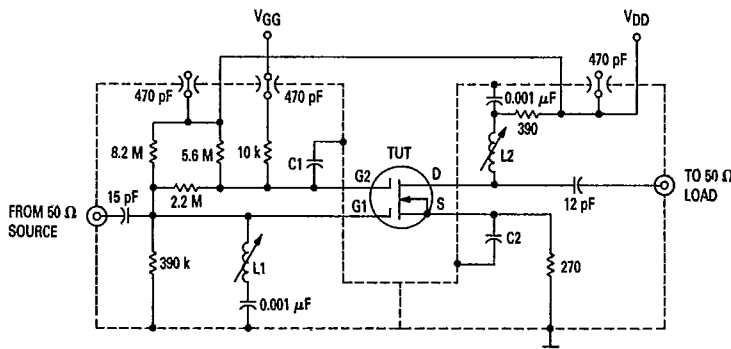 VGG
VDD
470 pF
470 pF
470 pF
0.001 µF
390
8.2 M
5.6 M
10 k
C1
L2
TUT
G2
D
2.2 M
15 pF
G1
S
12 pF
FROM 50 Ω
SOURCE
TO 50 Ω
LOAD
390 k
L1
C2
270
0.001 µF